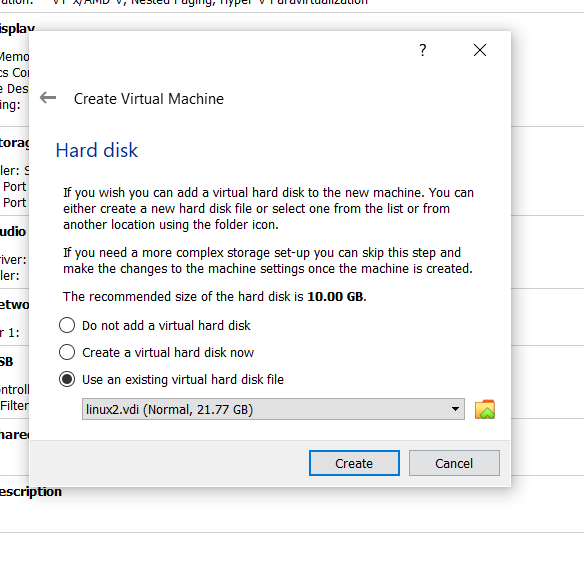 VT-x/AMD-V, Nested Paging, Hyper-V Paravirtualization
isplay
?
Create Virtual Machine
Hard disk
If you wish you can add a virtual hard disk to the new machine. You can
either create a new hard disk file or select one from the list or from
another location using the folder icon.
If you need a more complex storage set-up you can skip this step and
make the changes to the machine settings once the machine is created.
The recommended size of the hard disk is 10.00 GB.
Do not add a virtual hard disk
Create a virtual hard disk now
Use an existing virtual hard disk file
linux2.vdi (Normal, 21.77 GB)
Create
Cancel
Memo
cs Co
e Des
ing:
torag
ller: S
Port
Port
udio
river:
ller:
etwo
r 1:
SB
ontroll
Filter
hared
escription